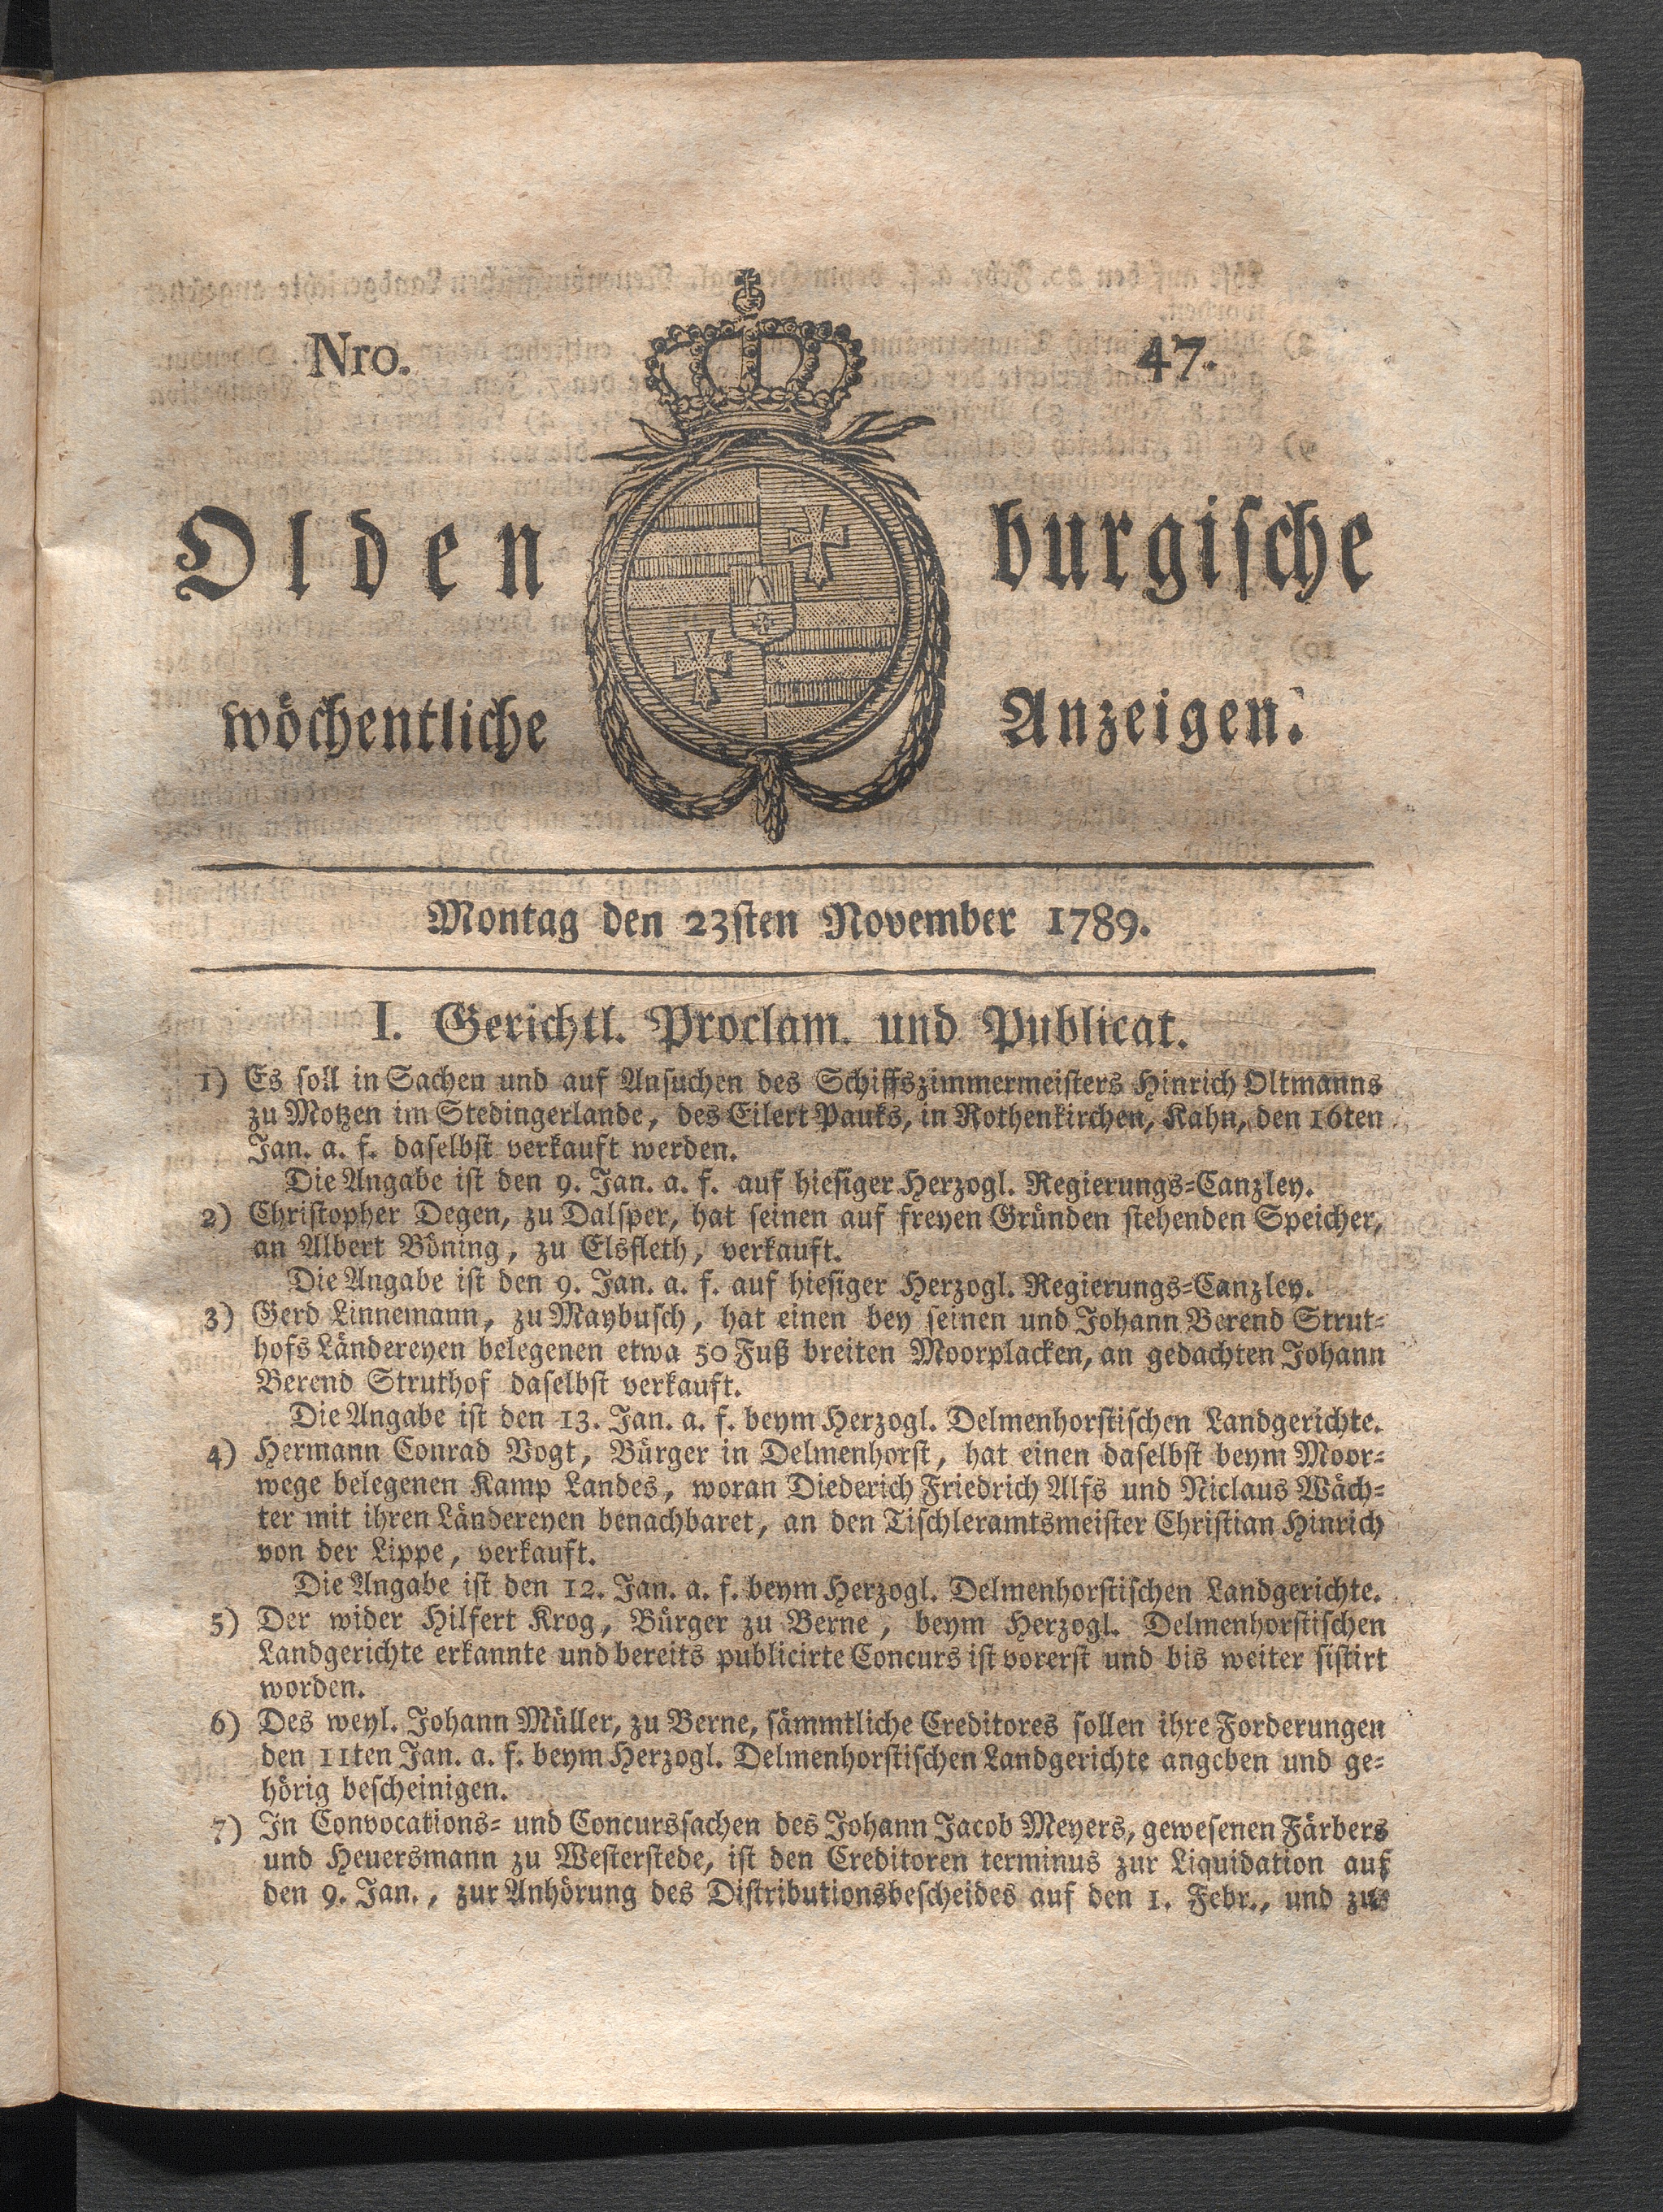 Nro. 47.
Oldenburgische
wöchentliche Anzeigen.
Montag den 23sten November 1789.
I. Gerichtl. Proclam. und Publicat.
1) Es soll in Sachen und auf Ansuchen des Schiffszimmermeisters Hinrich Oltmanns
zu Motzen im Stedingerlande, des Eilert Pauks, in Rothenkirchen, Kahn, den 16ten
Jan. a. f. daselbst verkauft werden.
Die Angabe ist den 9. Jan. a. f. auf hiesiger Herzogl. Regierungs-Canzley.
2) Christopher Degen, zu Dalsper, hat seinen auf freyen Gründen stehenden Speicher,
an Albert Böning, zu Elsfleth, verkauft.
Die Angabe ist den 9. Jan. a. f. auf hiesiger Herzogl. Regierungs-Canzley.
3) Gerd Linnemann, zu Maybusch, hat einen bey seinen und Johann Berend Strut-
hofs Ländereyen belegenen etwa 50 Fuß breiten Moorplacken, an gedachten Johann
Berend Struthof daselbst verkauft.
Die Angabe ist den 13. Jan. a. f. beym Herzogl. Delmenhorstischen Landgerichte.
4) Hermann Conrad Vogt, Bürger in Delmenhorst, hat einen daselbst beym Moor-
wege belegenen Kamp Landes, woran Diederich Friedrich Alfs und Niclaus Wäch-
ter mit ihren Ländereyen benachbaret, an den Tischleramtsmeister Christian Hinrich
von der Lippe, verkauft.
Die Angabe ist den 12. Jan. a. f. beym Herzogl. Delmenhorstischen Landgerichte.
5) Der wider Hilfert Krog, Bürger zu Berne, beym Herzogl. Delmenhorstischen
Landgerichte erkannte und bereits publicirte Concurs ist vorerst und bis weiter sistirt
worden.
6) Des weyl. Johann Müller, zu Berne, sämmtliche Creditores sollen ihre Forderungen
den 11ten Jan. a. f. beym Herzogl. Delmenhorstischen Landgerichte angeben und ge-
hörig bescheinigen.
7) In Convocations- und Concurssachen des Johann Jacob Meyers, gewesenen Färbers
und Heuersmann zu Westerstede, ist den Creditoren terminus zur Liquidation auf
den 9. Jan., zur Anhörung des Distributionsbescheides auf den 1. Febr., und zur